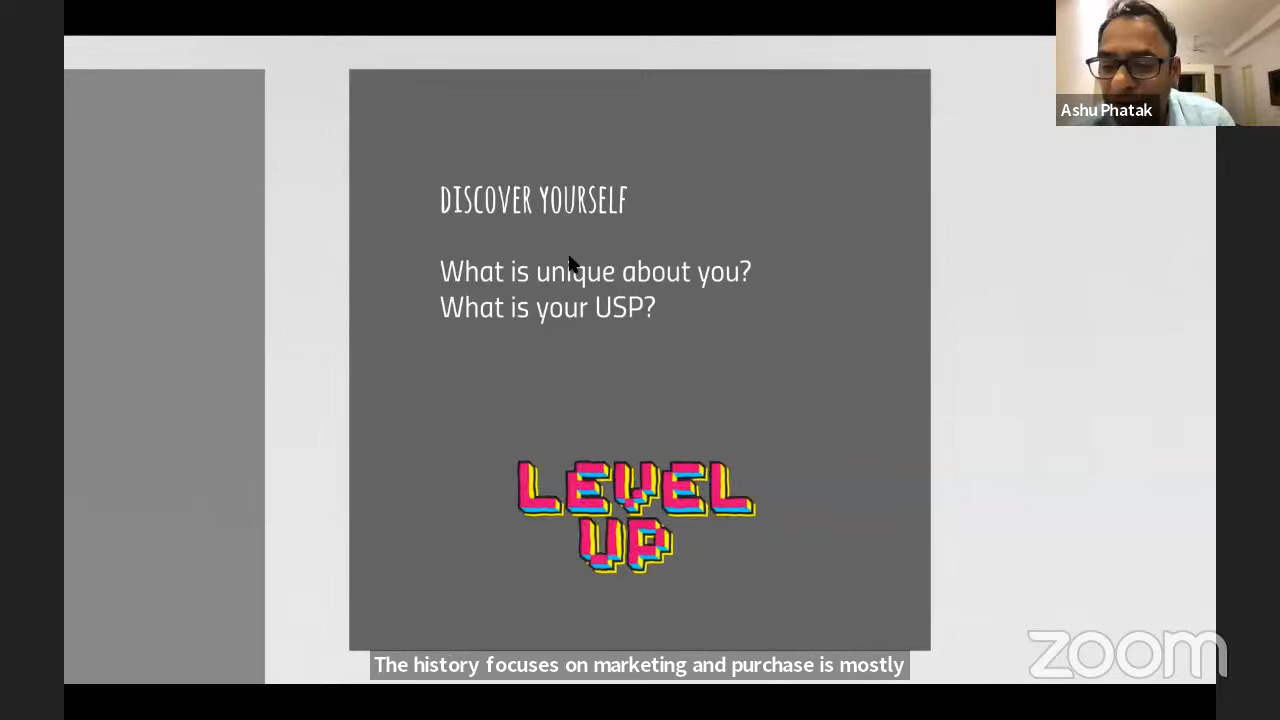 Ashu Phatak
DISCOVER YOURSELF
What is unique about you?
What is your USP?
LEVEL
UP
The history focuses on marketing and purchase is mostly
zoom